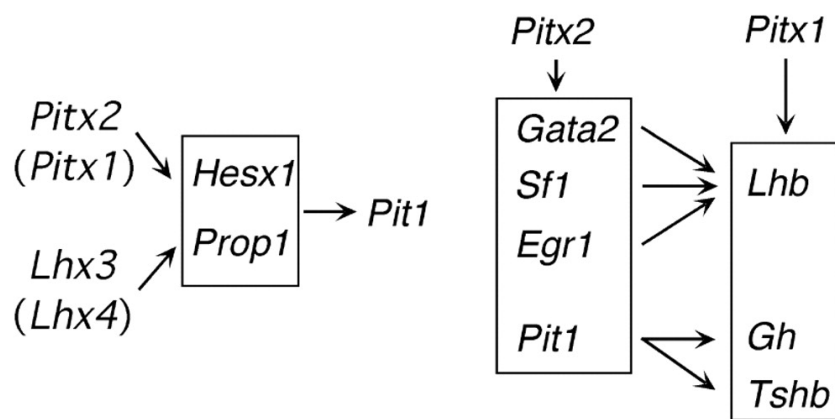 Pitx2
(Pitx1)
Lhx3
(Lhx4)
Hesx1
Prop1
Pit1
Pitx2
Gata2
Sf1
Egr1
Pit1
Pitx1
Lhb
Gh
Tshb